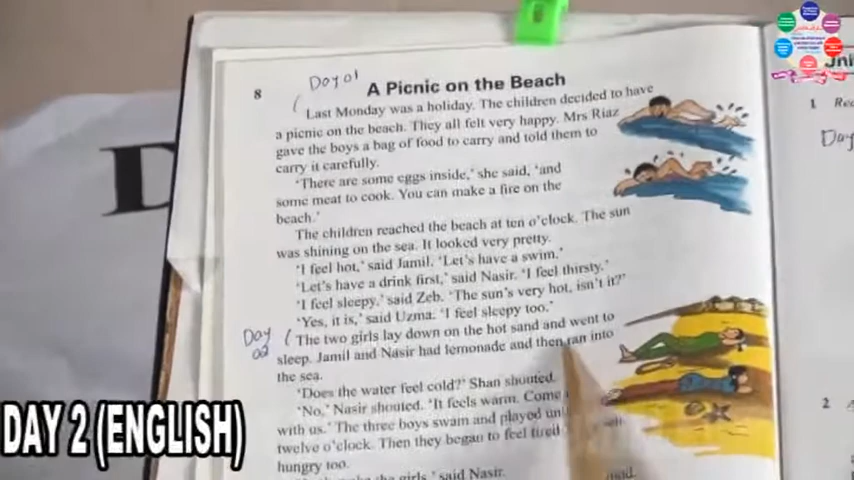 8
Day 01
A Picnic on the Beach
Last Monday was a holiday. The children decided to have
a picnic on the beach. They all felt very happy. Mrs Riaz
gave the boys a bag of food to carry and told them to
carry it carefully.
'There are some eggs inside,' she said, 'and
some meat to cook. You can make a fire on the
beach.'
The children reached the beach at ten o'clock. The sun
was shining on the sea. It looked very pretty.
'I feel hot,' said Jamil. 'Let's have a swim.'
'Let's have a drink first,' said Nasir. 'I feel thirsty.'
'I feel sleepy.' said Zeb. 'The sun's very hot, isn't it?'
'Yes, it is,' said Uzma. 'I feel sleepy too.'
Day
02
The two girls lay down on the hot sand and went to
sleep. Jamil and Nasir had lemonade and then ran into
the sea.
'Does the water feel cold?' Shan shouted.
'No,' Nasir shouted. 'It feels warm. Come
with us.' The three boys swam and played
twelve o'clock. Then they began to feel tired
hungry too.
the girls,' said Nasir.
1
Day
2
D
DAY 2 (ENGLISH)